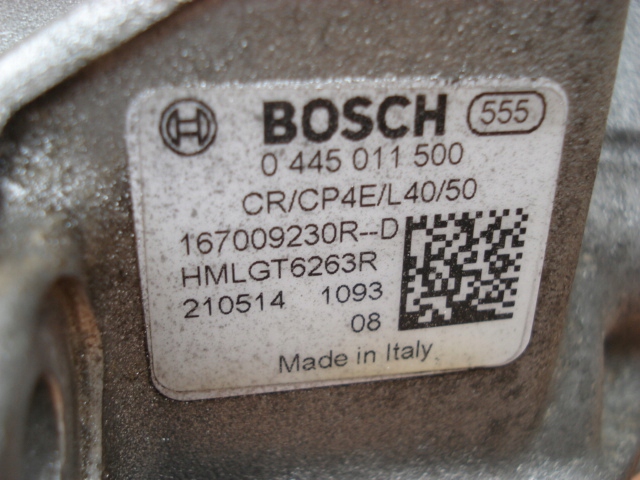 BOSCH 555
0 445 011 500
CR/CP4E/L40/50
167009230R--D
HMLGT6263R
210514 1093
08
Made in Italy